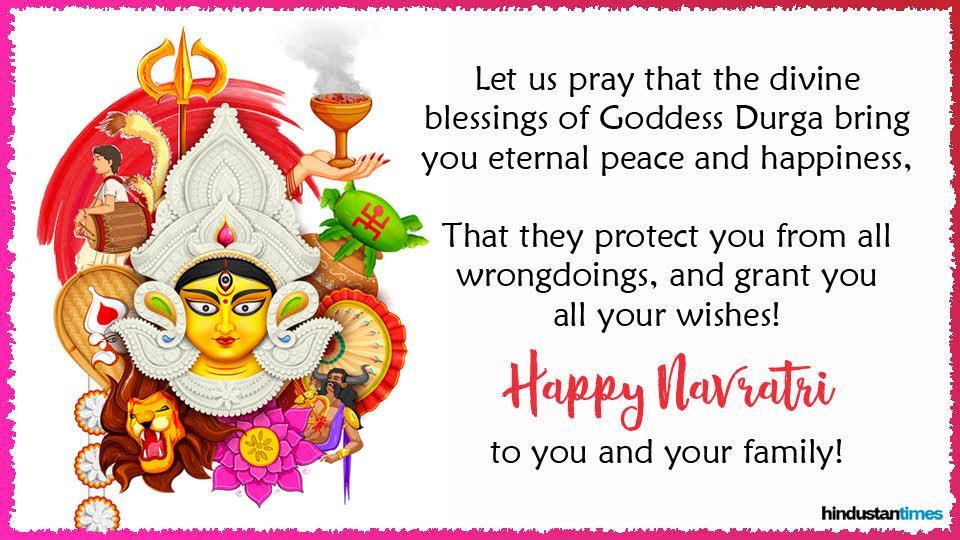 Let us pray that the divine
blessings of Goddess Durga bring
you eternal peace and happiness,
That they protect you from all
wrongdoings, and grant you
all your wishes!
Happy Navratri
to you and your family!
hindustantimes